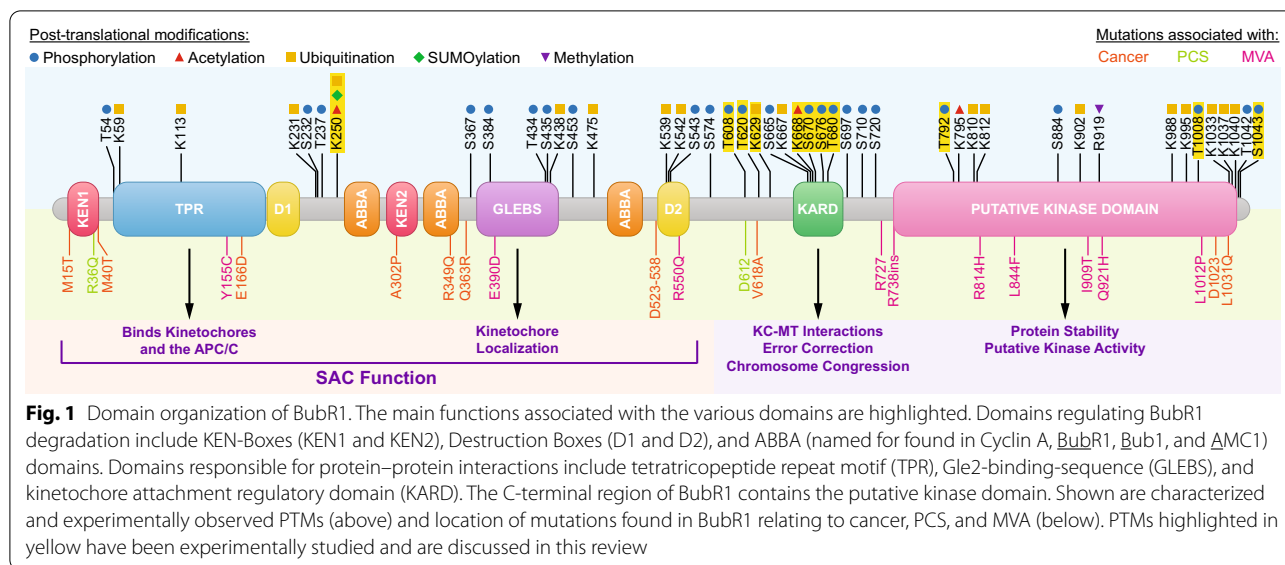 Post-translational modifications:
Mutations associated with:
Phosphorylation Acetylation Ubiquitination SUMOylation Methylation
Cancer PCS MVA
T54
K59
K113
K231
S232
T237
K250
S367
S384
T434
S435
K438
S453
K475
K539
K542
S543
S574
T608
T620
K629
S665
K667
K668
S670
S676
T680
S697
S710
S720
T792
K795
K810
K812
S884
K902
R919
K988
K995
T1008
K1033
K1037
K1040
T1042
S1043
KEN1 TPR D1 ABBA KEN2 ABBA GLEBS ABBA D2 KARD PUTATIVE KINASE DOMAIN
M15T
R36Q
M40T
Y155C
E166D
A302P
R349Q
Q363R
E390D
D523-538
R550Q
D612
V618A
R727
R738ins
R814H
L844F
I909T
Q921H
L1012P
D1023
L1031Q
Binds Kinetochores
and the APC/C
Kinetochore
Localization
KC-MT Interactions
Error Correction
Chromosome Congression
Protein Stability
Putative Kinase Activity
SAC Function
Fig. 1 Domain organization of BubR1. The main functions associated with the various domains are highlighted. Domains regulating BubR1
degradation include KEN-Boxes (KEN1 and KEN2), Destruction Boxes (D1 and D2), and ABBA (named for found in Cyclin A, BubR1, Bub1, and AMC1)
domains. Domains responsible for protein–protein interactions include tetratricopeptide repeat motif (TPR), Gle2-binding-sequence (GLEBS), and
kinetochore attachment regulatory domain (KARD). The C-terminal region of BubR1 contains the putative kinase domain. Shown are characterized
and experimentally observed PTMs (above) and location of mutations found in BubR1 relating to cancer, PCS, and MVA (below). PTMs highlighted in
yellow have been experimentally studied and are discussed in this review